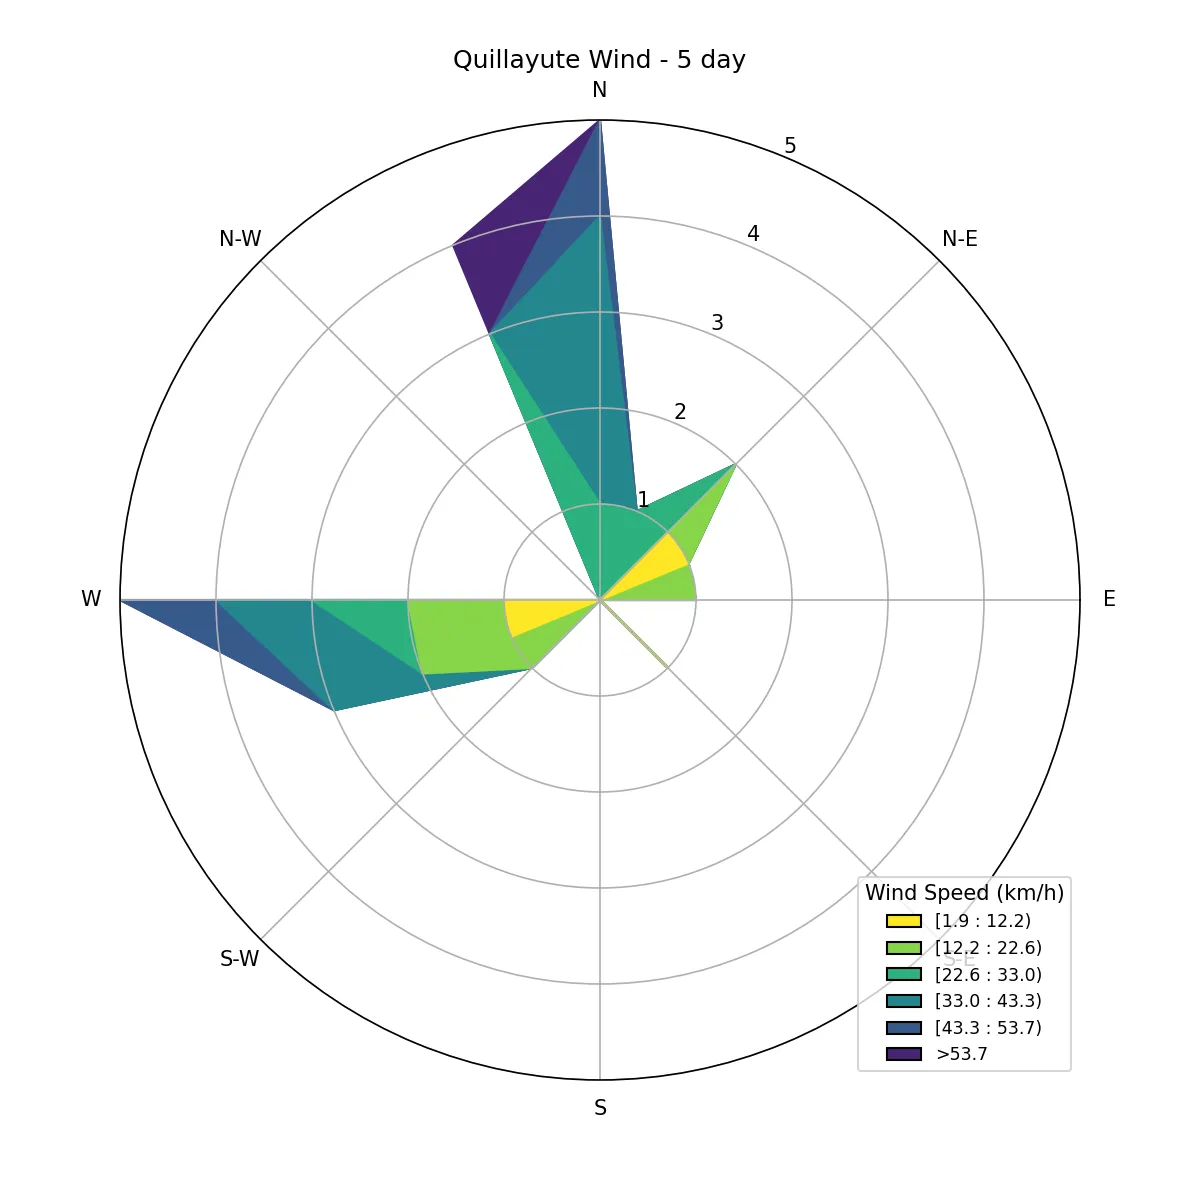 Quillayute Wind - 5 day
N
5
N-W
N-E
4
3
2
1
W
E
Wind Speed (km/h)
[1.9 : 12.2)
[12.2 : 22.6)
S-W
S-E
[22.6 : 33.0)
[33.0 : 43.3)
[43.3 : 53.7)
>53.7
S